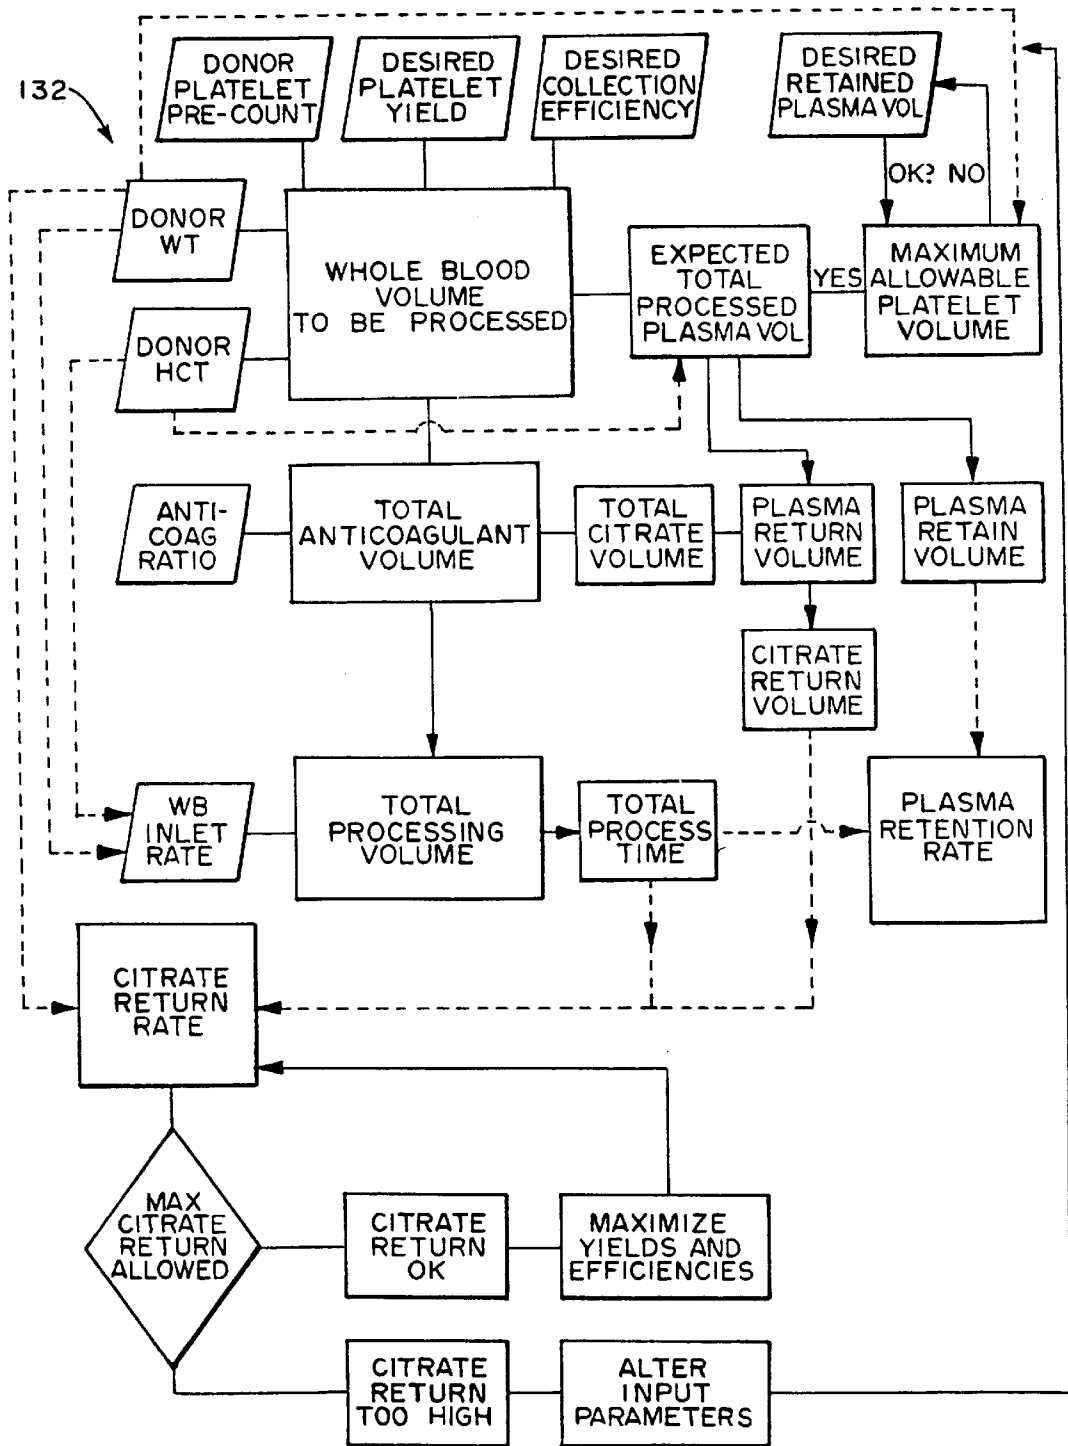 132
DONOR
PLATELET
PRE-COUNT
DESIRED
PLATELET
YIELD
DESIRED
COLLECTION
EFFICIENCY
DESIRED
RETAINED
PLASMA VOL
OK? NO
DONOR
WT
WHOLE BLOOD
VOLUME
TO BE PROCESSED
EXPECTED
TOTAL
PROCESSED
PLASMA VOL
YES
MAXIMUM
ALLOWABLE
PLATELET
VOLUME
DONOR
HCT
ANTI-
COAG
RATIO
TOTAL
ANTICOAGULANT
VOLUME
TOTAL
CITRATE
VOLUME
PLASMA
RETURN
VOLUME
PLASMA
RETAIN
VOLUME
CITRATE
RETURN
VOLUME
WB
INLET
RATE
TOTAL
PROCESSING
VOLUME
TOTAL
PROCESS
TIME
PLASMA
RETENTION
RATE
CITRATE
RETURN
RATE
MAX
CITRATE
RETURN
ALLOWED
CITRATE
RETURN
OK
MAXIMIZE
YIELDS AND
EFFICIENCIES
CITRATE
RETURN
TOO HIGH
ALTER
INPUT
PARAMETERS